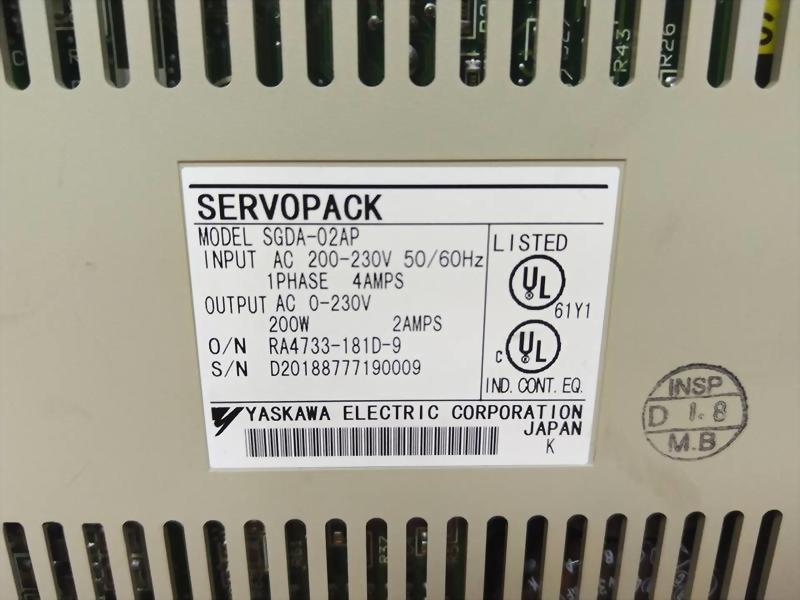 R43
R26
SERVOPACK
MODEL SGDA-02AP
INPUT AC 200-230V 50/60Hz
1PHASE 4AMPS
OUTPUT AC 0-230V
200W 2AMPS
O/N RA4733-181D-9
S/N D20188777190009
LISTED
UL
61Y1
c UL
IND. CONT. EQ.
YASKAWA ELECTRIC CORPORATION
JAPAN
K
INSP
D 1.8
M.B
R37